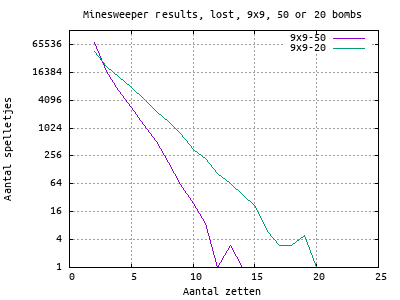 Minesweeper results, lost, 9x9, 50 or 20 bombs
9x9-50
9x9-20
65536
16384
4096
1024
256
64
16
4
1
0 5 10 15 20 25
Aantal spelletjes
Aantal zetten